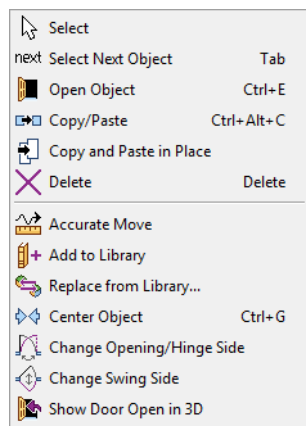 Select
next Select Next Object Tab
Open Object Ctrl+E
Copy/Paste Ctrl+Alt+C
Copy and Paste in Place
Delete Delete
Accurate Move
Add to Library
Replace from Library...
Center Object Ctrl+G
Change Opening/Hinge Side
Change Swing Side
Show Door Open in 3D